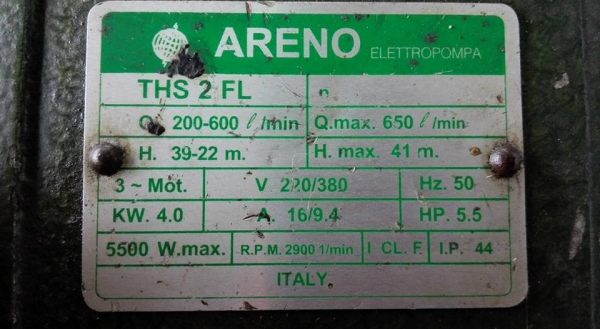 ARENO ELETTROPOMPA
THS 2 FL n
Q. 200-600 ℓ/min Q.max. 650 ℓ/min
H. 39-22 m. H. max. 41 m.
3 ~ Mot. V 220/380 Hz. 50
KW. 4.0 A. 16/9.4 HP. 5.5
5500 W.max. R.P.M. 2900 1/min I CL. F. I.P. 44
ITALY